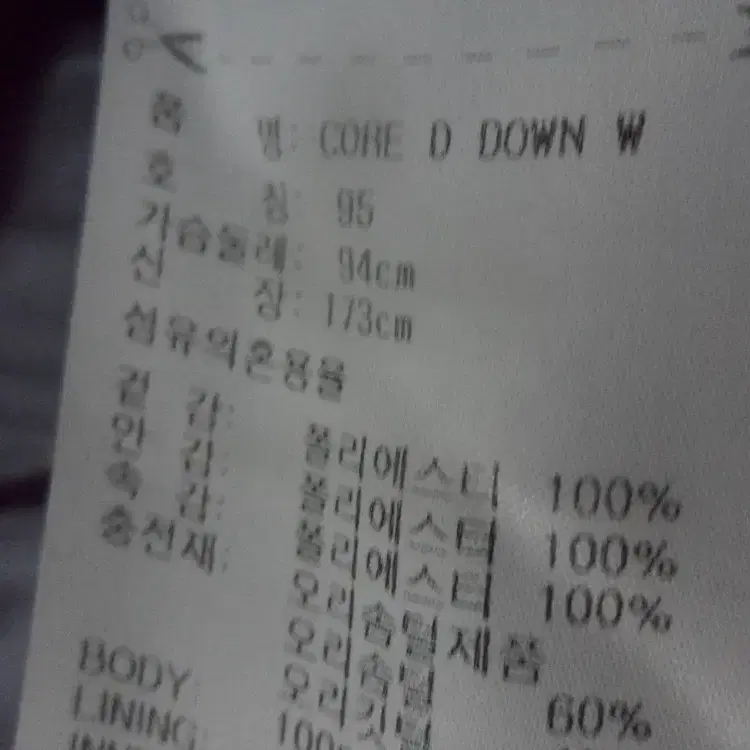 품 명: CORE D DOWN W
호 칭: 95
가슴둘레: 94cm
신 장: 173cm
섬유의혼용율
겉 감: 폴리에스터 100%
안 감: 폴리에스터 100%
속 감: 폴리에스터 100%
충전재: 오리솜털제품
오리솜털 60%
오리깃털
BODY
LINING: